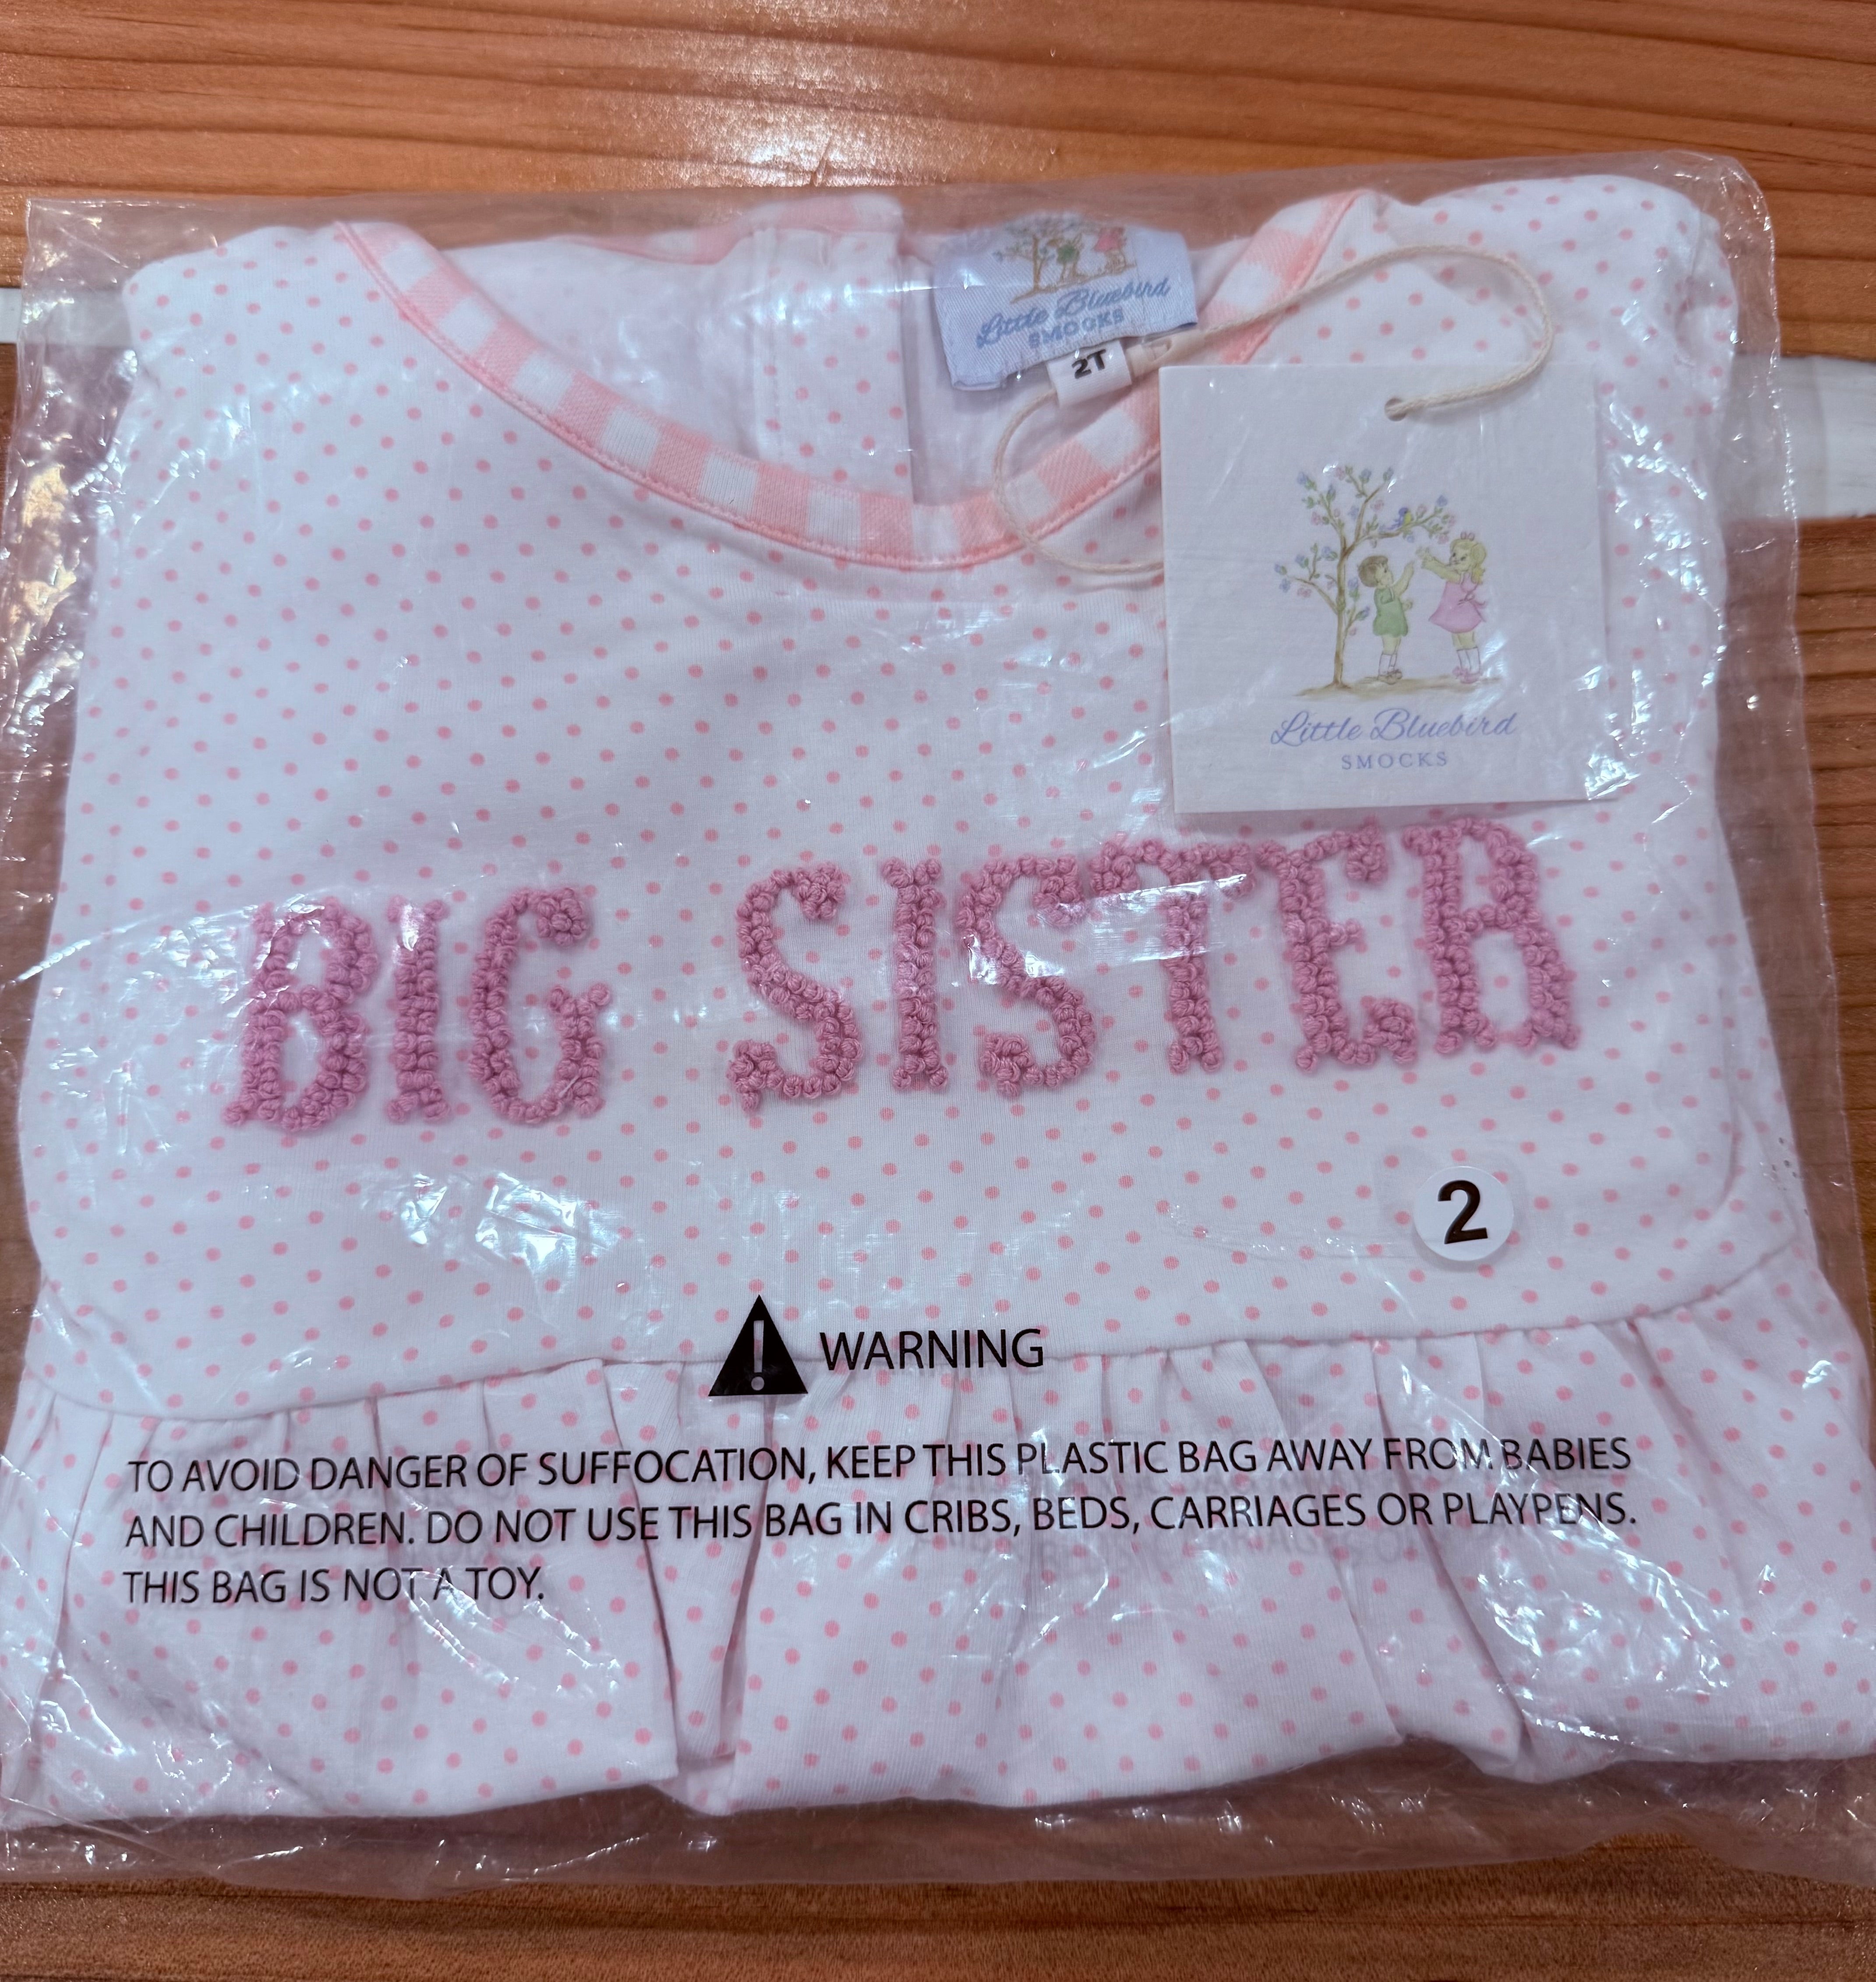 Little Bluebird
SMOCKS
2T
Little Bluebird
SMOCKS
BIG SISTER
2
WARNING
TO AVOID DANGER OF SUFFOCATION, KEEP THIS PLASTIC BAG AWAY FROM BABIES
AND CHILDREN. DO NOT USE THIS BAG IN CRIBS, BEDS, CARRIAGES OR PLAYPENS.
THIS BAG IS NOT A TOY.